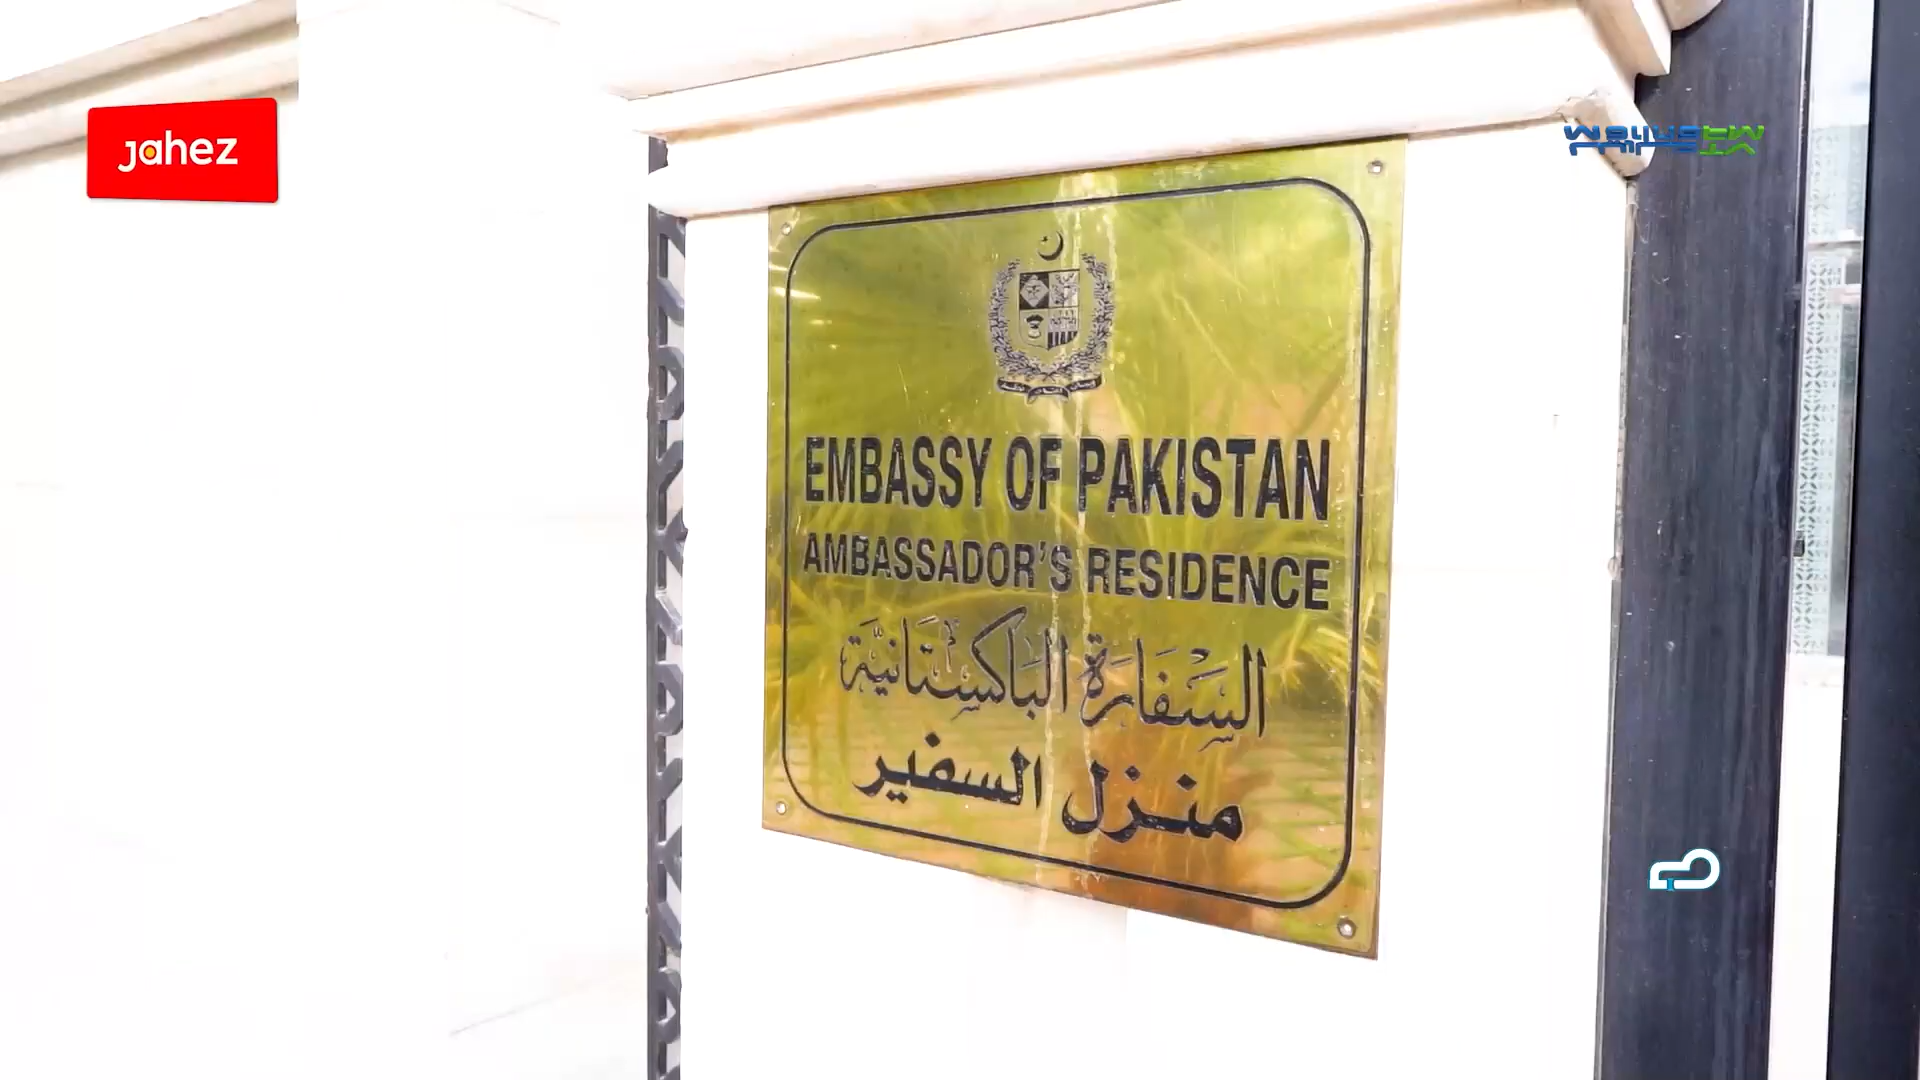 jahez
EMBASSY OF PAKISTAN
AMBASSADOR'S RESIDENCE
السفارة الباكستانية
منزل السفير